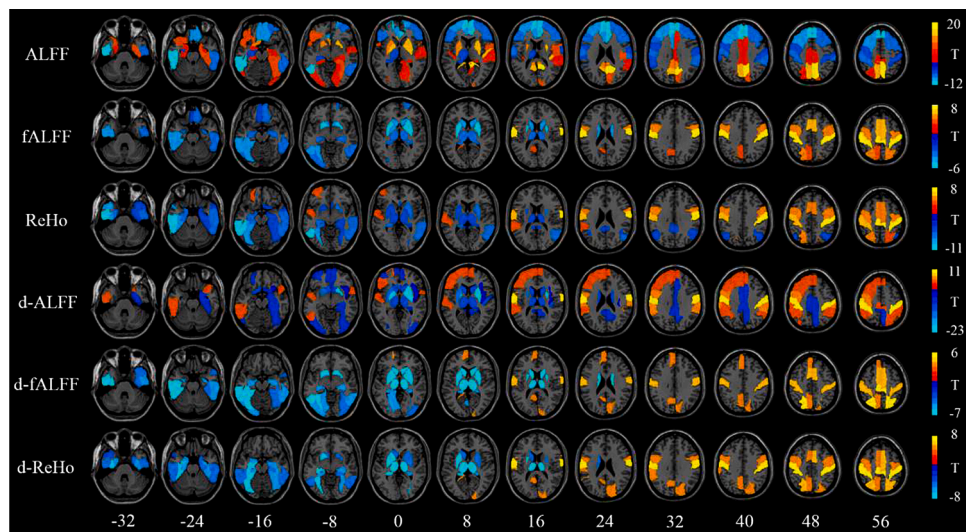 ALFF 20 T -12
fALFF 8 T -6
ReHo 8 T -11
d-ALFF 11 T -23
d-fALFF 6 T -7
d-ReHo 8 T -8
-32 -24 -16 -8 0 8 16 24 32 40 48 56